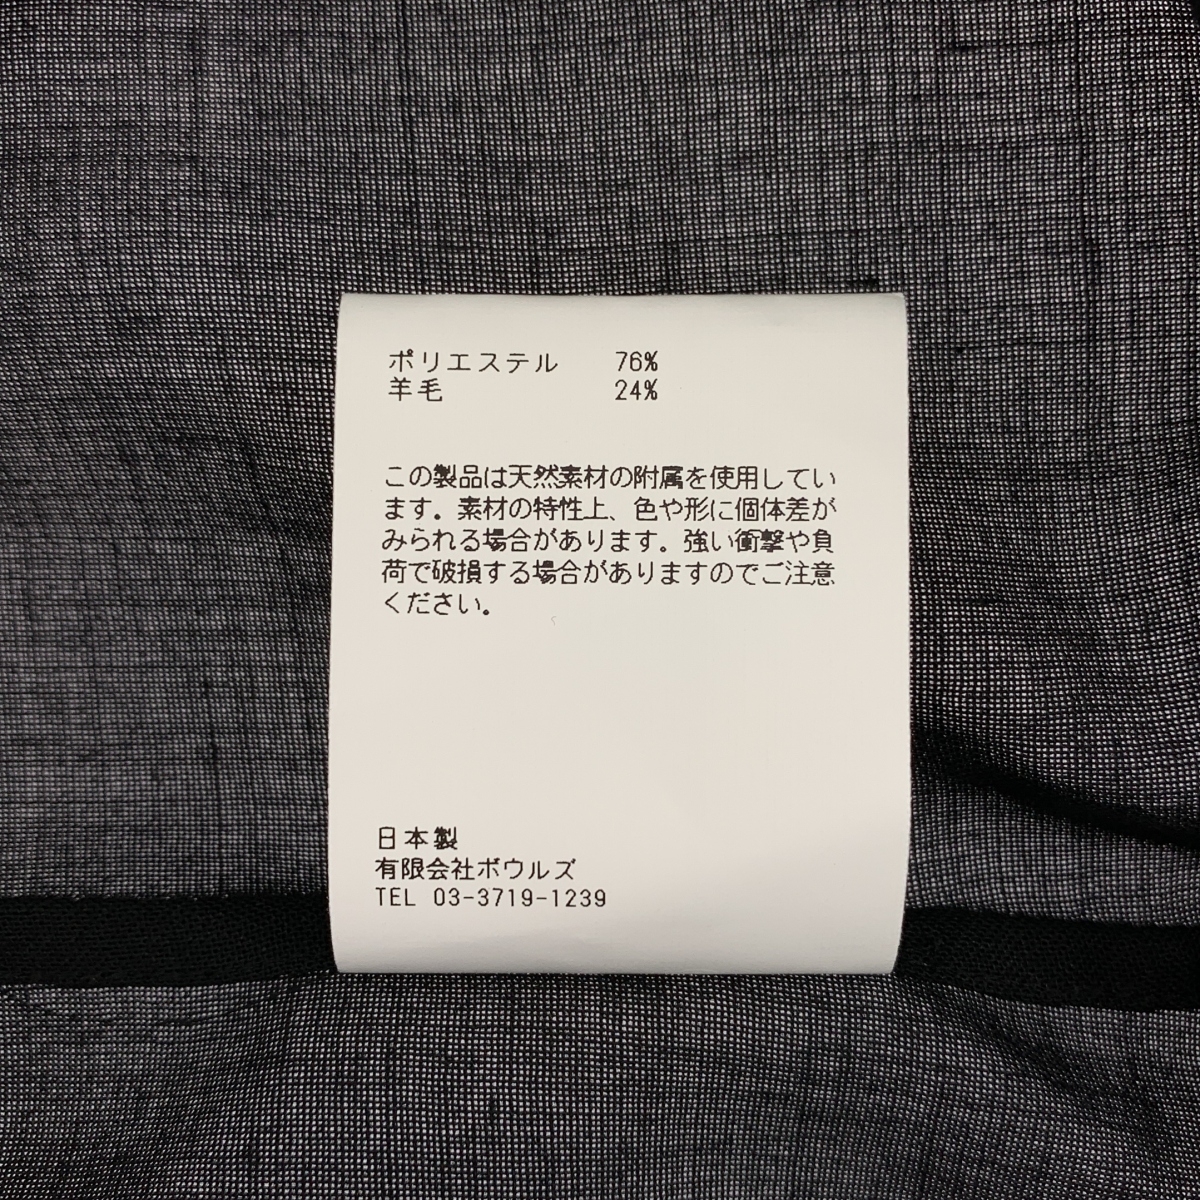 ポリエステル 76%
羊毛 24%
この製品は天然素材の附属を使用してい
ます。素材の特性上、色や形に個体差が
みられる場合があります。強い衝撃や負
荷で破損する場合がありますのでご注意
ください。
日本製
有限会社ボウルズ
TEL 03-3719-1239